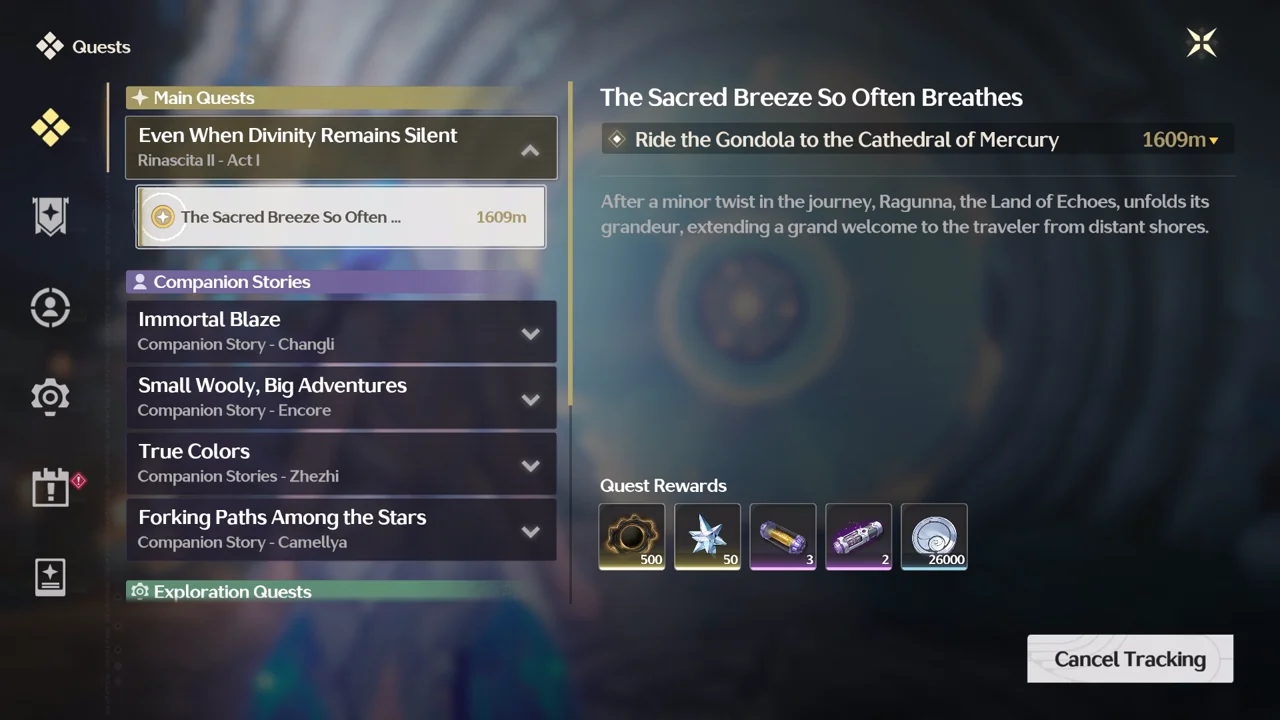 Quests
Main Quests
Even When Divinity Remains Silent
Rinascita II - Act I
The Sacred Breeze So Often ...
1609m
Companion Stories
Immortal Blaze
Companion Story - Changli
Small Wooly, Big Adventures
Companion Story - Encore
True Colors
Companion Stories - Zhezhi
Forking Paths Among the Stars
Companion Story - Camellya
Exploration Quests
The Sacred Breeze So Often Breathes
Ride the Gondola to the Cathedral of Mercury
1609m
After a minor twist in the journey, Ragunna, the Land of Echoes, unfolds its
grandeur, extending a grand welcome to the traveler from distant shores.
Quest Rewards
500
50
3
2
26000
Cancel Tracking